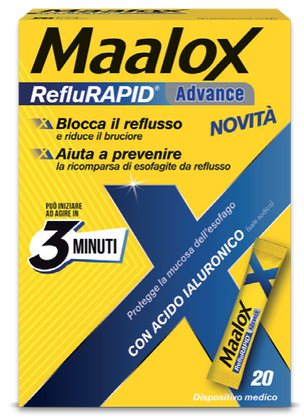 Maalox
RefluRAPID® Advance
Blocca il reflusso
e riduce il bruciore
NOVITÀ
Aiuta a prevenire
la ricomparsa di esofagite da reflusso
PUÒ INIZIARE
AD AGIRE IN
3 MINUTI
Protegge la mucosa dell'esofago
CON ACIDO IALURONICO (sale sodico)
Maalox
RefluRAPID Advance
20
Dispositivo medico